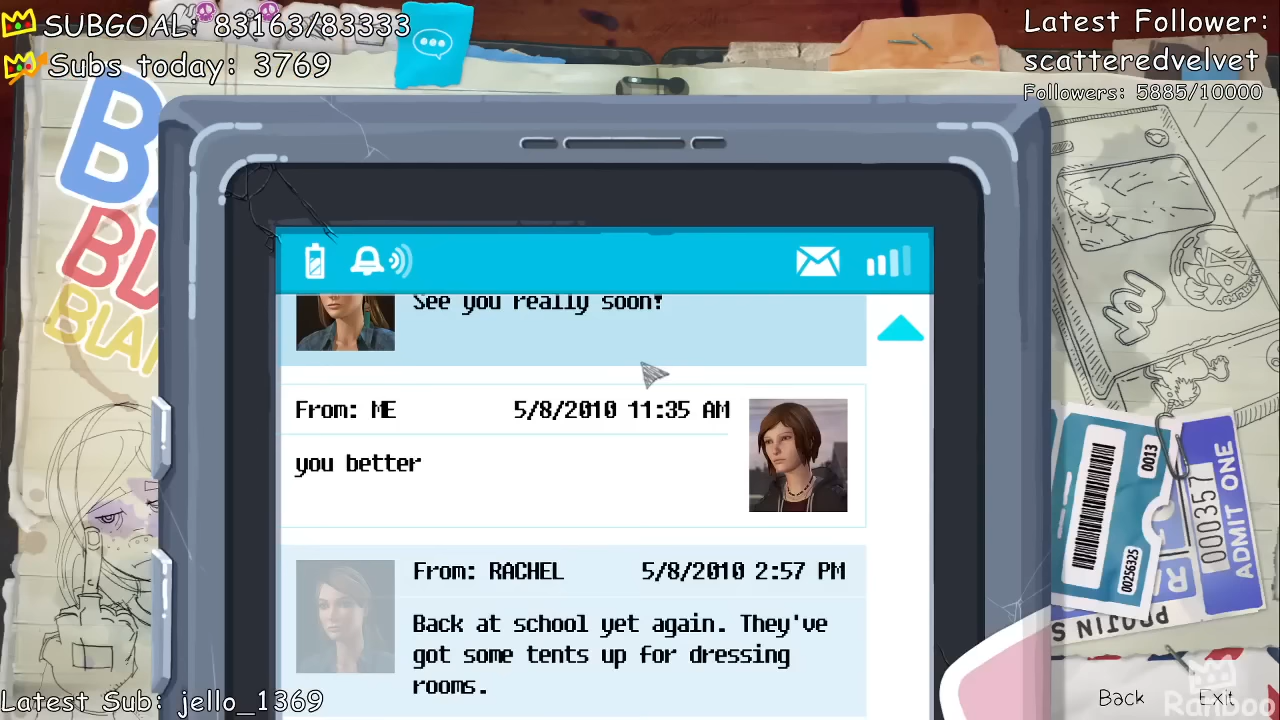 SUBGOAL: 83163/83333
Subs today: 3769
Latest Follower:
scatteredvelvet
Followers: 5885/10000
See you really soon!
From: ME 5/8/2010 11:35 AM
you better
From: RACHEL 5/8/2010 2:57 PM
Back at school yet again. They've
got some tents up for dressing
rooms.
0013
00256325
000357
ADMIT ONE
Latest Sub: jello_1369
Back
Exit
Ranboo